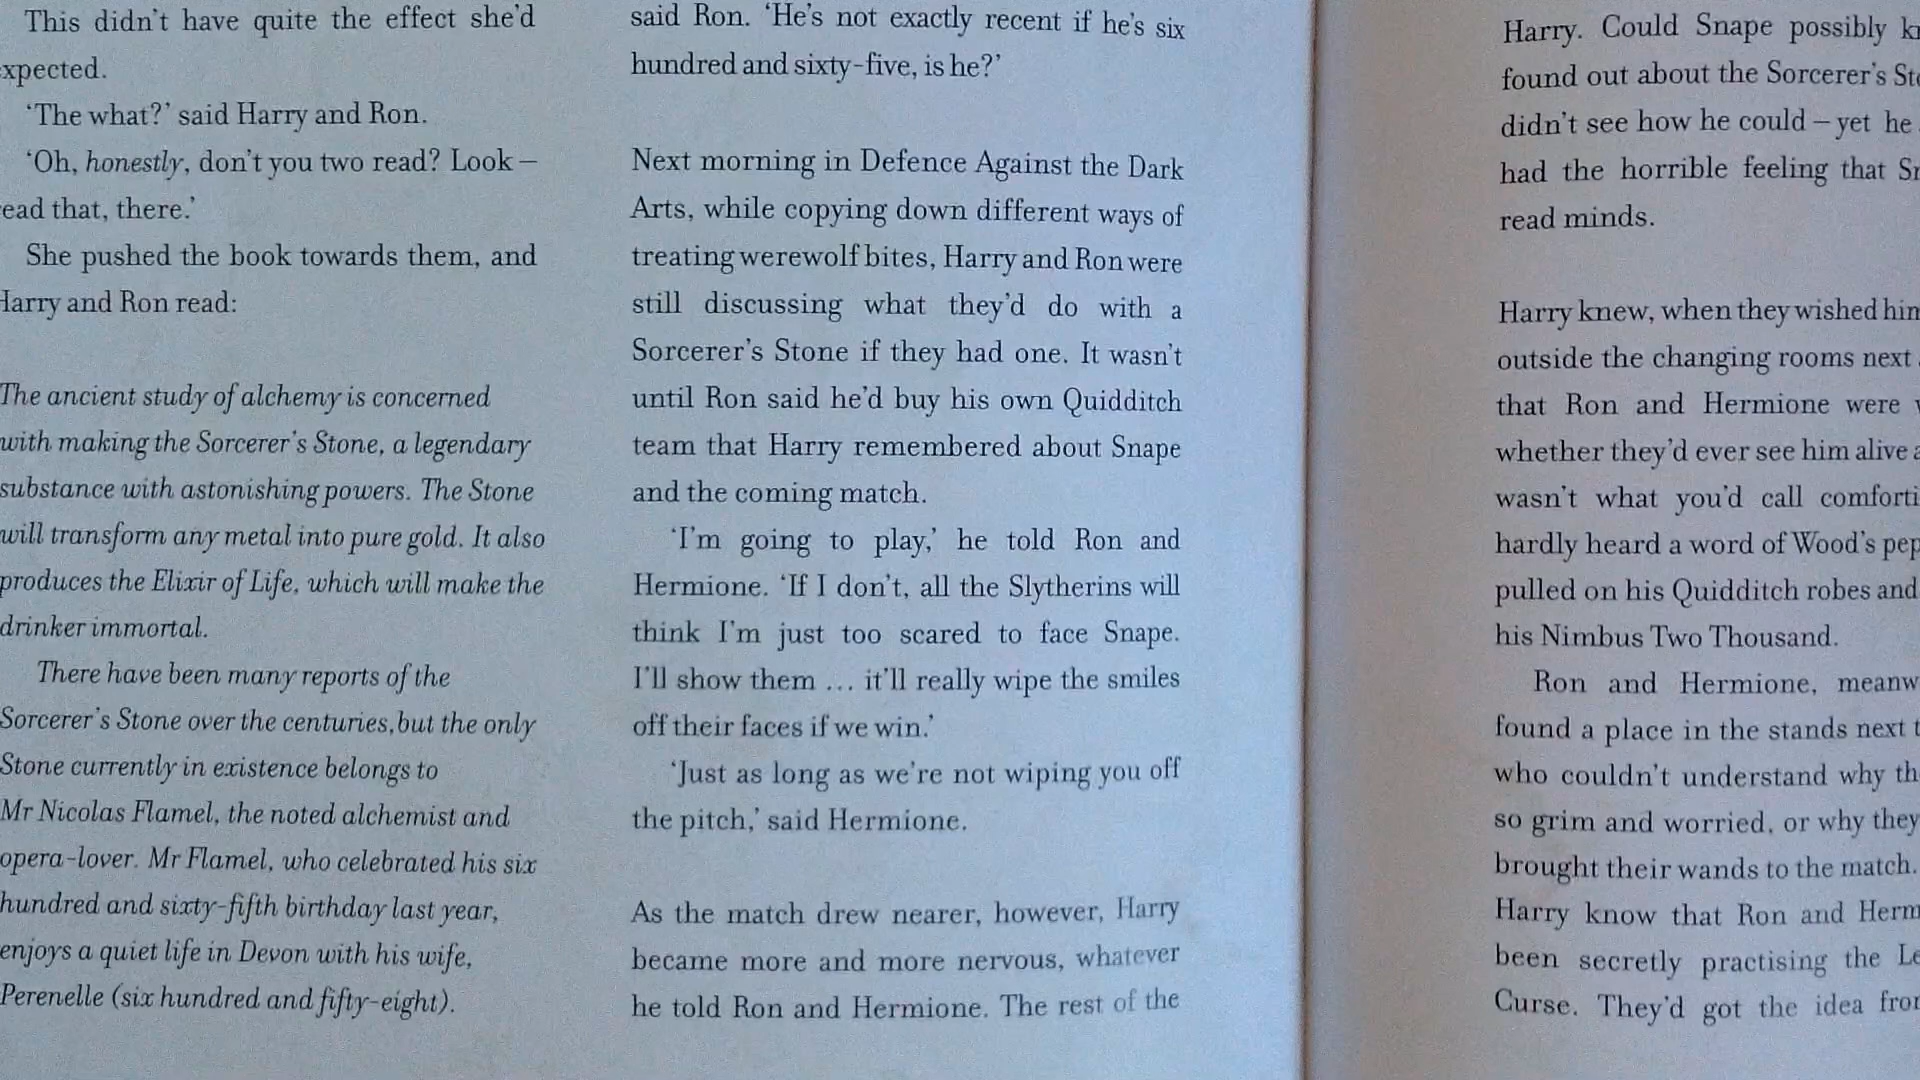 This didn't have quite the effect she'd
xpected.
'The what?' said Harry and Ron.
'Oh, honestly, don't you two read? Look –
ead that, there.'
She pushed the book towards them, and
Harry and Ron read:
The ancient study of alchemy is concerned
with making the Sorcerer's Stone, a legendary
substance with astonishing powers. The Stone
will transform any metal into pure gold. It also
produces the Elixir of Life, which will make the
drinker immortal.
There have been many reports of the
Sorcerer's Stone over the centuries, but the only
Stone currently in existence belongs to
Mr Nicolas Flamel, the noted alchemist and
opera-lover. Mr Flamel, who celebrated his six
hundred and sixty-fifth birthday last year,
enjoys a quiet life in Devon with his wife,
Perenelle (six hundred and fifty-eight).
said Ron. 'He's not exactly recent if he's six
hundred and sixty-five, is he?'
Next morning in Defence Against the Dark
Arts, while copying down different ways of
treating werewolf bites, Harry and Ron were
still discussing what they'd do with a
Sorcerer's Stone if they had one. It wasn't
until Ron said he'd buy his own Quidditch
team that Harry remembered about Snape
and the coming match.
'I'm going to play,' he told Ron and
Hermione. 'If I don't, all the Slytherins will
think I'm just too scared to face Snape.
I'll show them ... it'll really wipe the smiles
off their faces if we win.'
'Just as long as we're not wiping you off
the pitch,' said Hermione.
As the match drew nearer, however, Harry
became more and more nervous, whatever
he told Ron and Hermione. The rest of the
Harry. Could Snape possibly
found out about the Sorcerer's
didn't see how he could – yet he
had the horrible feeling that
read minds.
Harry knew, when they wished
outside the changing rooms next
that Ron and Hermione were
whether they'd ever see him alive
wasn't what you'd call
hardly heard a word of Wood's
pulled on his Quidditch robes and
his Nimbus Two Thousand.
Ron and Hermione,
found a place in the stands next
who couldn't understand why
so grim and worried, or why they
brought their wands to the match.
Harry know that Ron and
been secretly practising the
Curse. They'd got the idea